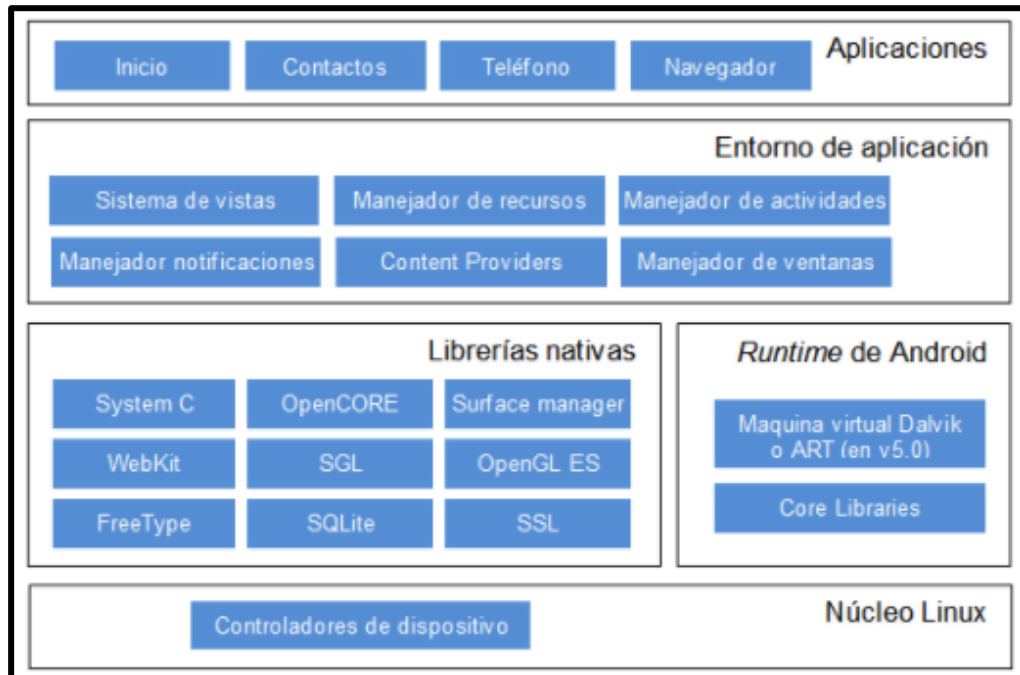 Aplicaciones
Inicio
Contactos
Teléfono
Navegador
Entorno de aplicación
Sistema de vistas
Manejador de recursos
Manejador de actividades
Manejador notificaciones
Content Providers
Manejador de ventanas
Librerías nativas
System C
OpenCORE
Surface manager
WebKit
SGL
OpenGL ES
FreeType
SQLite
SSL
Runtime de Android
Maquina virtual Dalvik
o ART (en v5.0)
Core Libraries
Núcleo Linux
Controladores de dispositivo